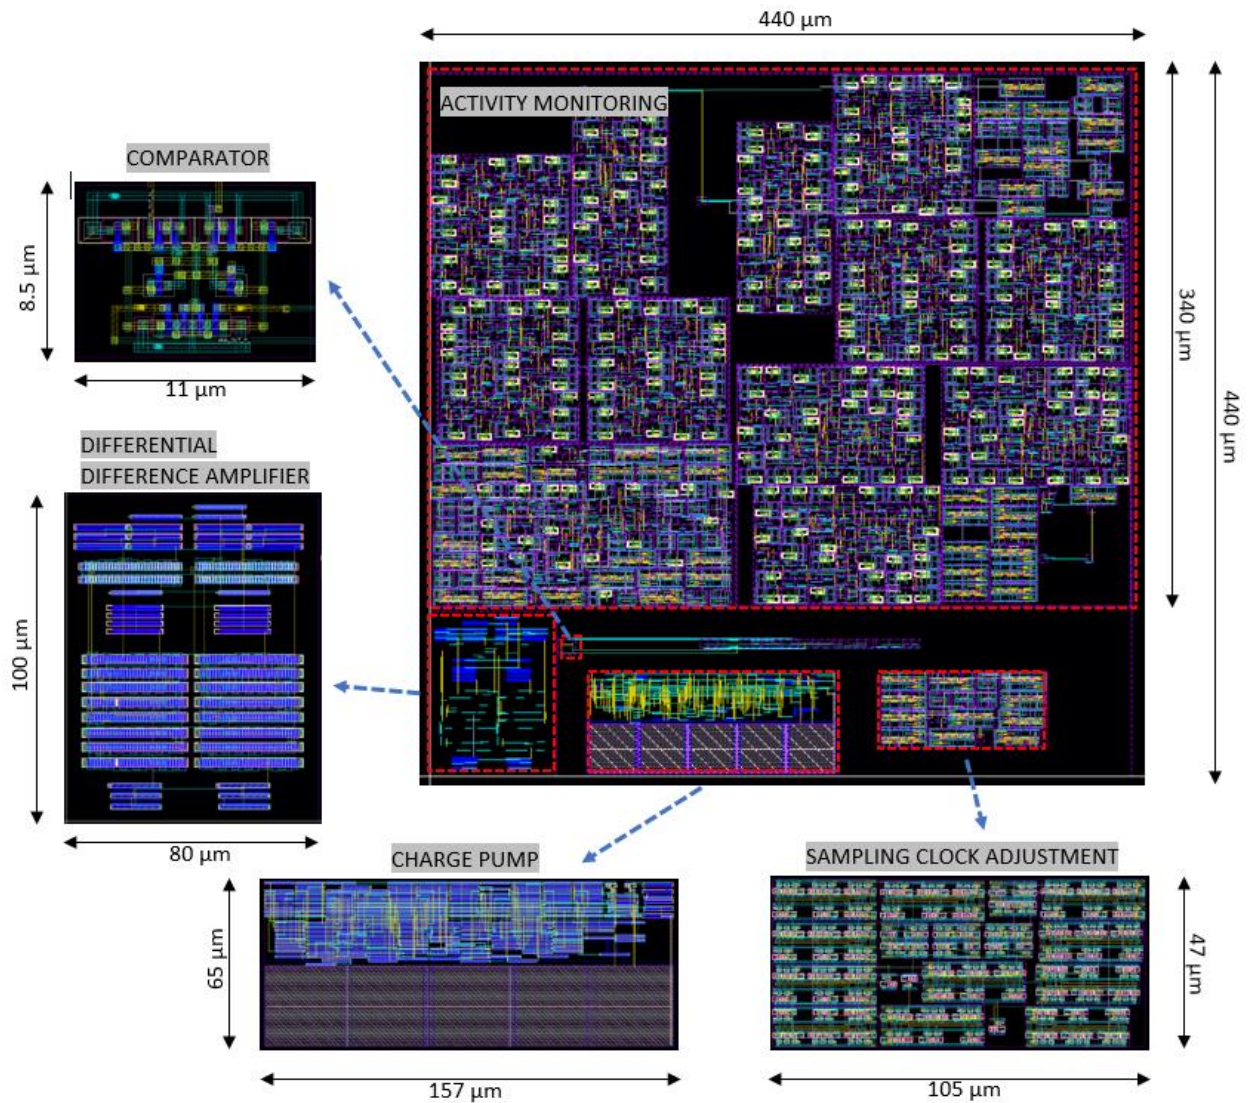 440 µm
ACTIVITY MONITORING
COMPARATOR
8.5 µm
11 µm
340 µm
440 µm
DIFFERENTIAL
DIFFERENCE AMPLIFIER
100 µm
80 µm
CHARGE PUMP
65 µm
157 µm
SAMPLING CLOCK ADJUSTMENT
47 µm
105 µm